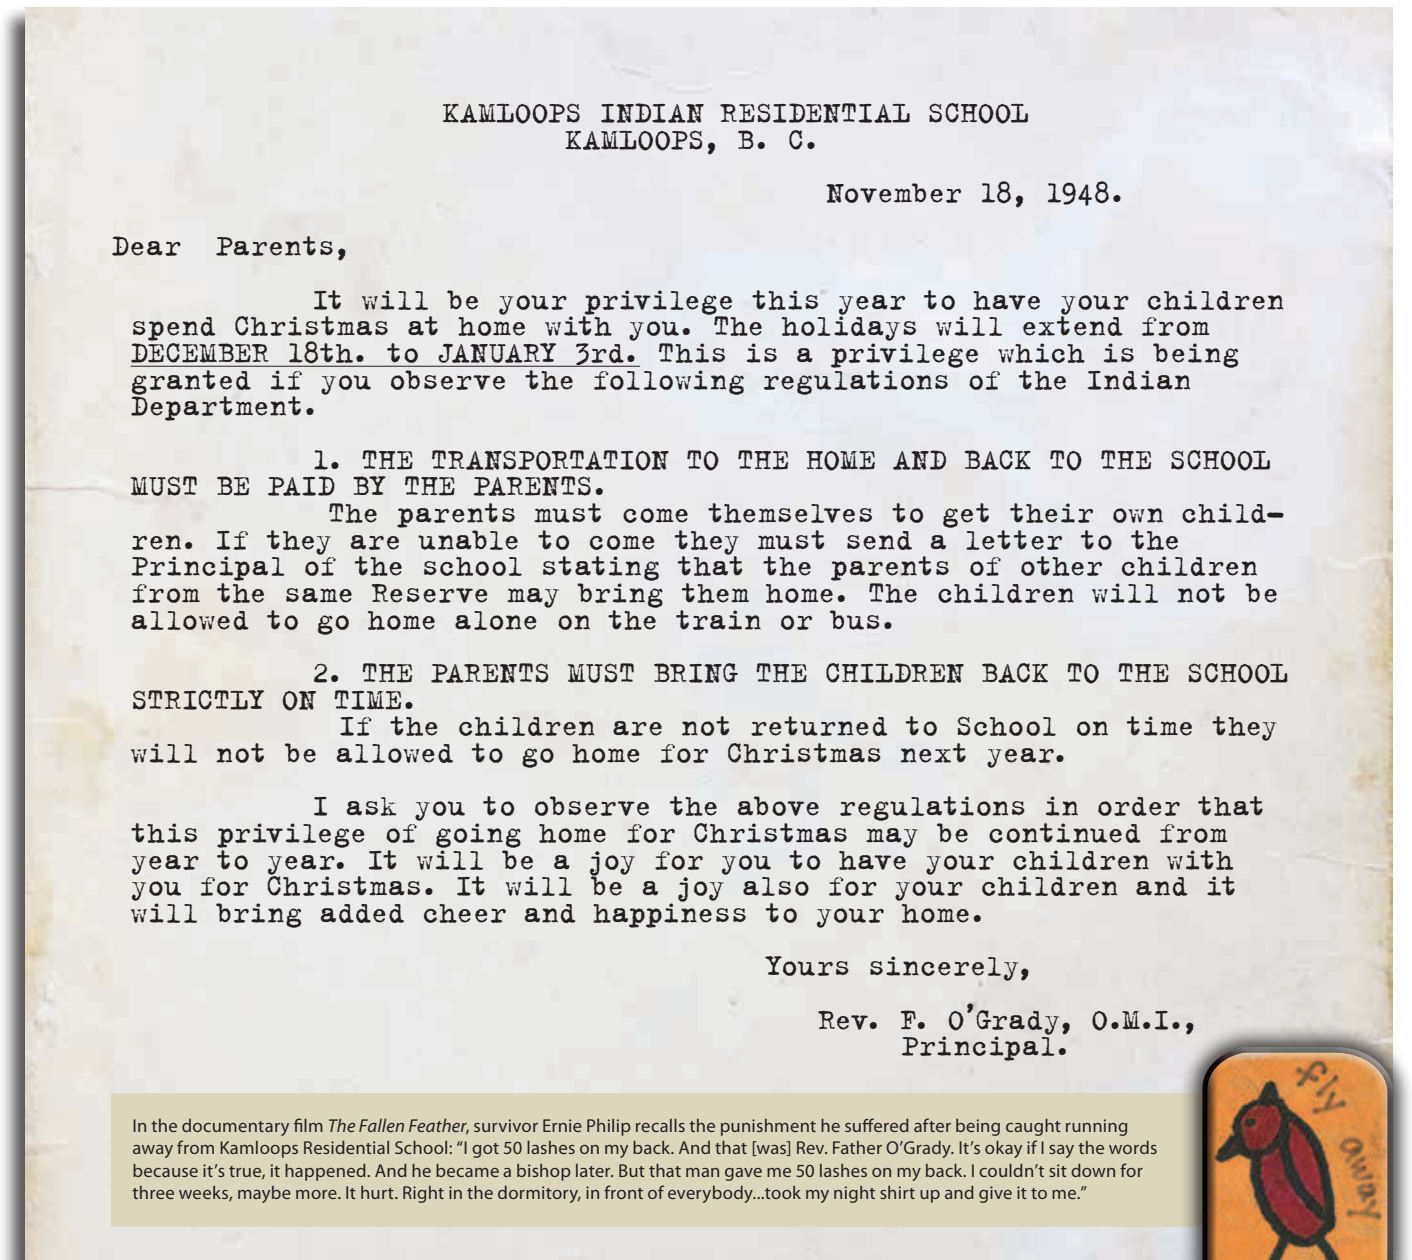 KAMLOOPS INDIAN RESIDENTIAL SCHOOL
KAMLOOPS, B. C.
November 18, 1948.
Dear Parents,
It will be your privilege this year to have your children
spend Christmas at home with you. The holidays will extend from
DECEMBER 18th. to JANUARY 3rd. This is a privilege which is being
granted if you observe the following regulations of the Indian
Department.
1. THE TRANSPORTATION TO THE HOME AND BACK TO THE SCHOOL
MUST BE PAID BY THE PARENTS.
The parents must come themselves to get their own child-
ren. If they are unable to come they must send a letter to the
Principal of the school stating that the parents of other children
from the same Reserve may bring them home. The children will not be
allowed to go home alone on the train or bus.
2. THE PARENTS MUST BRING THE CHILDREN BACK TO THE SCHOOL
STRICTLY ON TIME.
If the children are not returned to School on time they
will not be allowed to go home for Christmas next year.
I ask you to observe the above regulations in order that
this privilege of going home for Christmas may be continued from
year to year. It will be a joy for you to have your children with
you for Christmas. It will be a joy also for your children and it
will bring added cheer and happiness to your home.
Yours sincerely,
Rev. F. O'Grady, O.M.I.,
Principal.
In the documentary film The Fallen Feather, survivor Ernie Philip recalls the punishment he suffered after being caught running
away from Kamloops Residential School: “I got 50 lashes on my back. And that [was] Rev. Father O’Grady. It’s okay if I say the words
because it’s true, it happened. And he became a bishop later. But that man gave me 50 lashes on my back. I couldn’t sit down for
three weeks, maybe more. It hurt. Right in the dormitory, in front of everybody...took my night shirt up and give it to me.”
fly
away